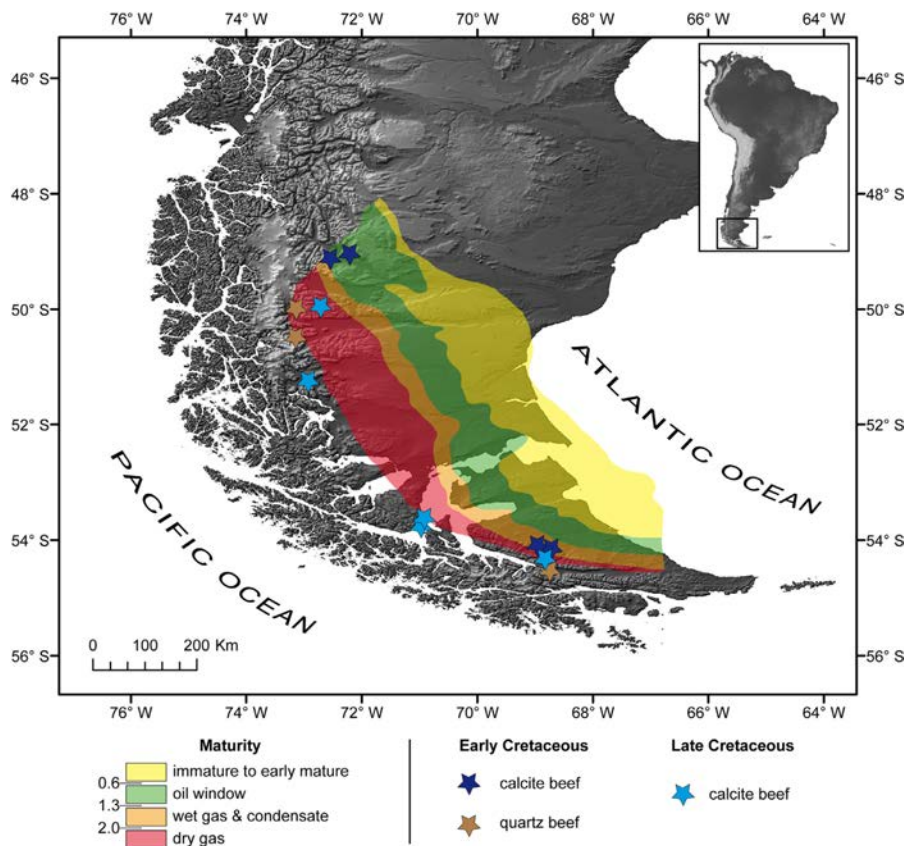 76° W 74° W 72° W 70° W 68° W 66° W 64° W
46° S 46° S
48° S 48° S
50° S 50° S
52° S 52° S
54° S 54° S
56° S 56° S
ATLANTIC OCEAN
PACIFIC OCEAN
0 100 200 Km
76° W 74° W 72° W 70° W 68° W 66° W 64° W
Maturity
immature to early mature
0.6
oil window
1.3
wet gas & condensate
2.0
dry gas
Early Cretaceous
calcite beef
quartz beef
Late Cretaceous
calcite beef